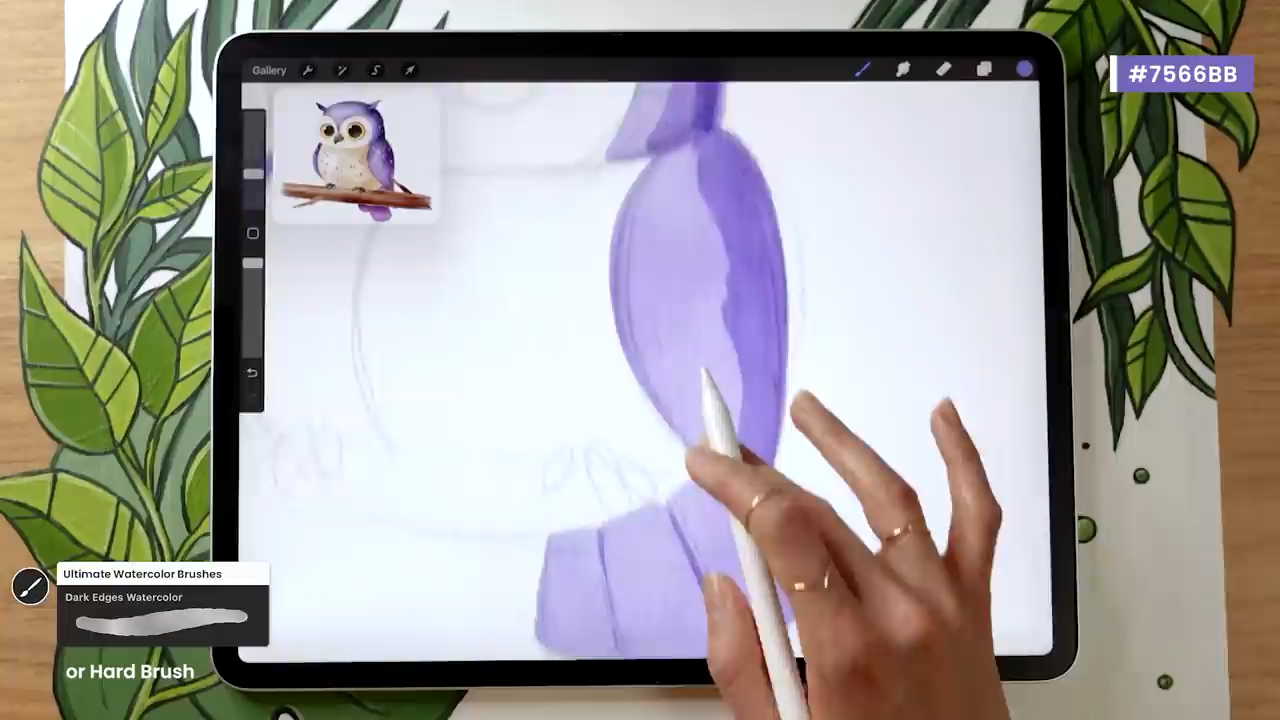 Gallery
#7566BB
Ultimate Watercolor Brushes
Dark Edges Watercolor
or Hard Brush